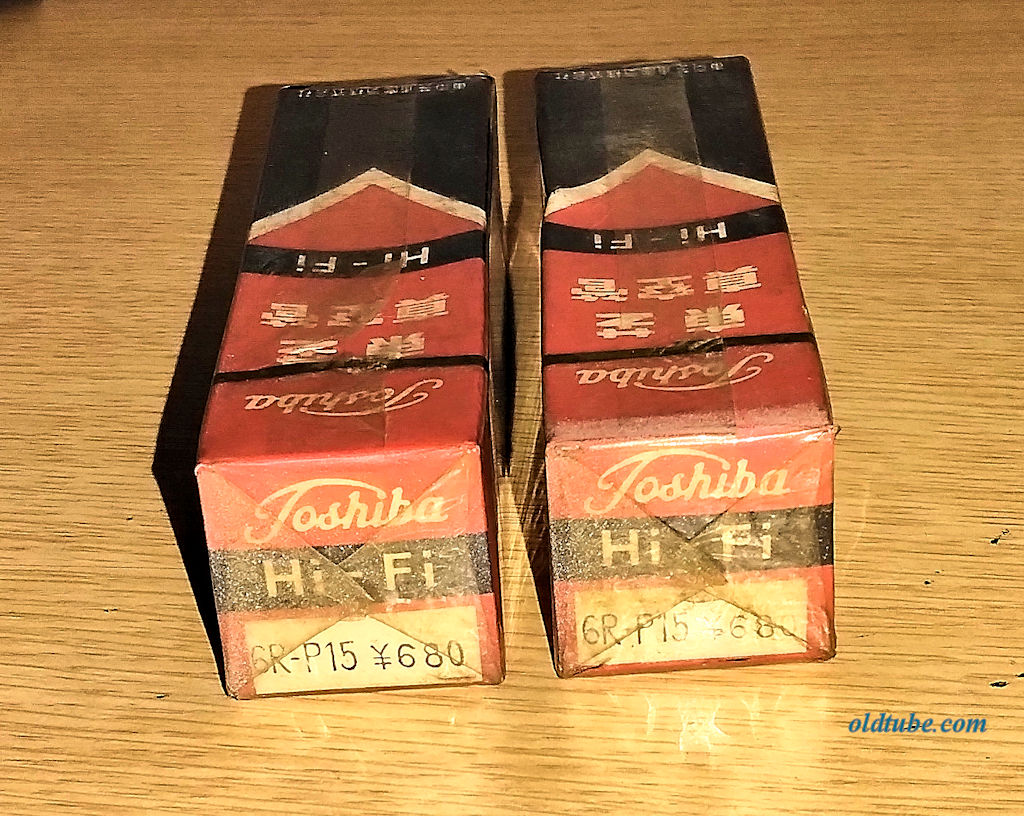 Hi-Fi
真空管
東芝
Toshiba
Toshiba
Hi-Fi
6R-P15 ¥680
Hi-Fi
真空管
東芝
Toshiba
Toshiba
Hi-Fi
6R-P15 ¥680
oldtube.com